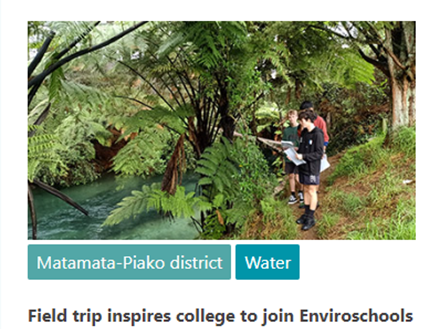 Matamata-Piako district Water
Field trip inspires college to join Enviroschools